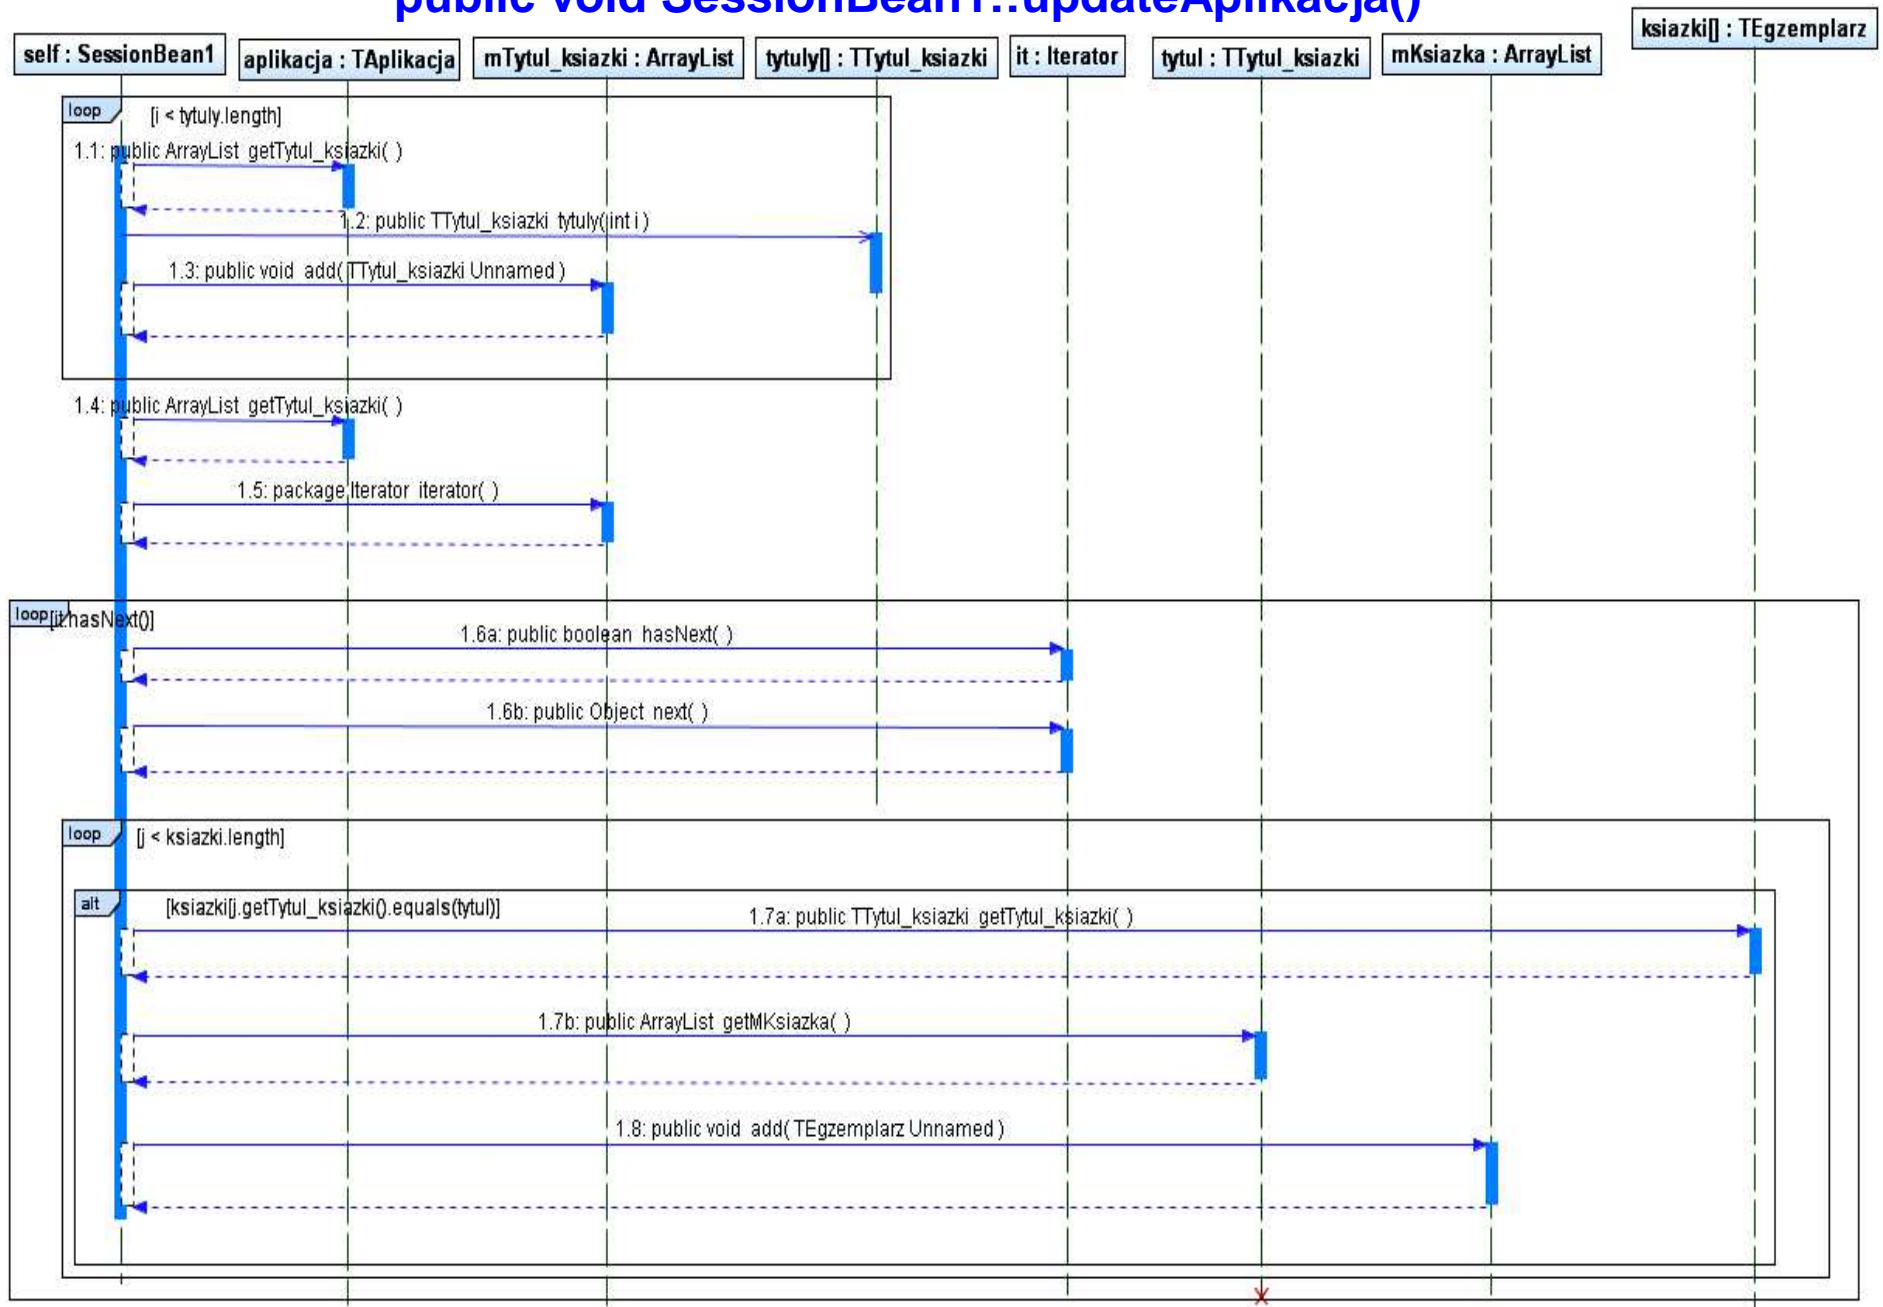 public void SessionBean1::updateAplikacja()
self : SessionBean1
aplikacja : TAplikacja
mTytul_ksiazki : ArrayList
tytuly[] : TTytul_ksiazki
it : Iterator
tytul : TTytul_ksiazki
mKsiazka : ArrayList
ksiazki[] : TEgzemplarz
loop [i < tytuly.length]
1.1: public ArrayList getTytul_ksiazki( )
1.2: public TTytul_ksiazki tytuly( int i )
1.3: public void add( TTytul_ksiazki Unnamed )
1.4: public ArrayList getTytul_ksiazki( )
1.5: package Iterator iterator( )
loop [it.hasNext()]
1.6a: public boolean hasNext( )
1.6b: public Object next( )
loop [j < ksiazki.length]
alt [ksiazki[j.getTytul_ksiazki().equals(tytul)]
1.7a: public TTytul_ksiazki getTytul_ksiazki( )
1.7b: public ArrayList getMKsiazka( )
1.8: public void add( TEgzemplarz Unnamed )